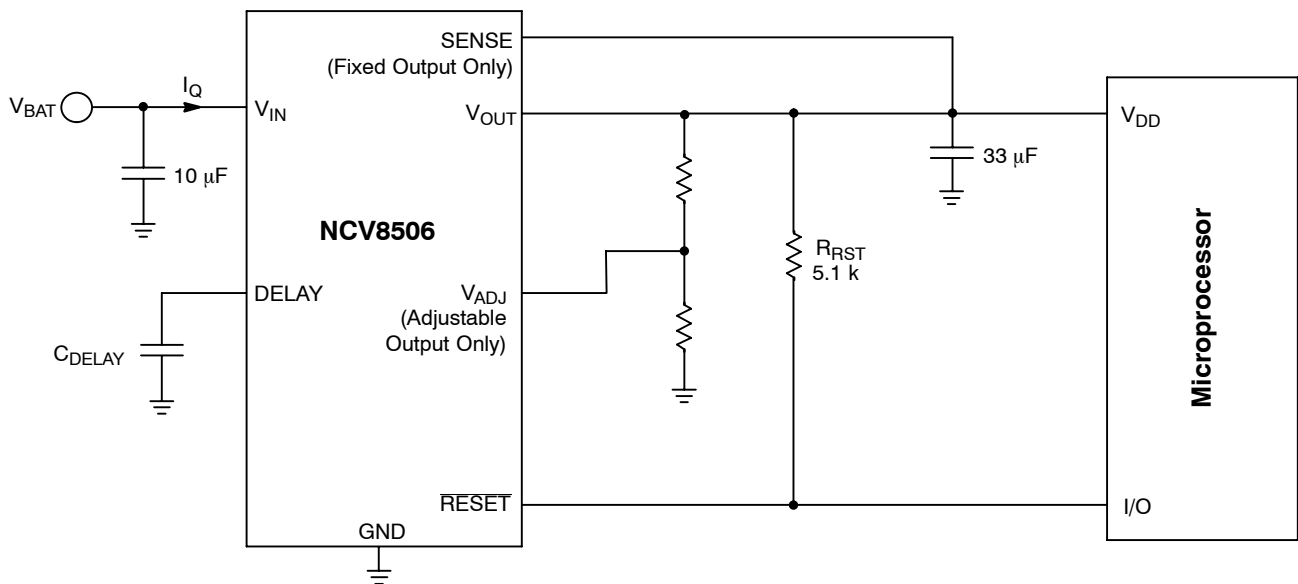 SENSE
(Fixed Output Only)
V_BAT
I_Q
V_IN
V_OUT
V_DD
10 μF
33 μF
NCV8506
R_RST
5.1 k
DELAY
V_ADJ
(Adjustable
Output Only)
C_DELAY
Microprocessor
RESET
I/O
GND